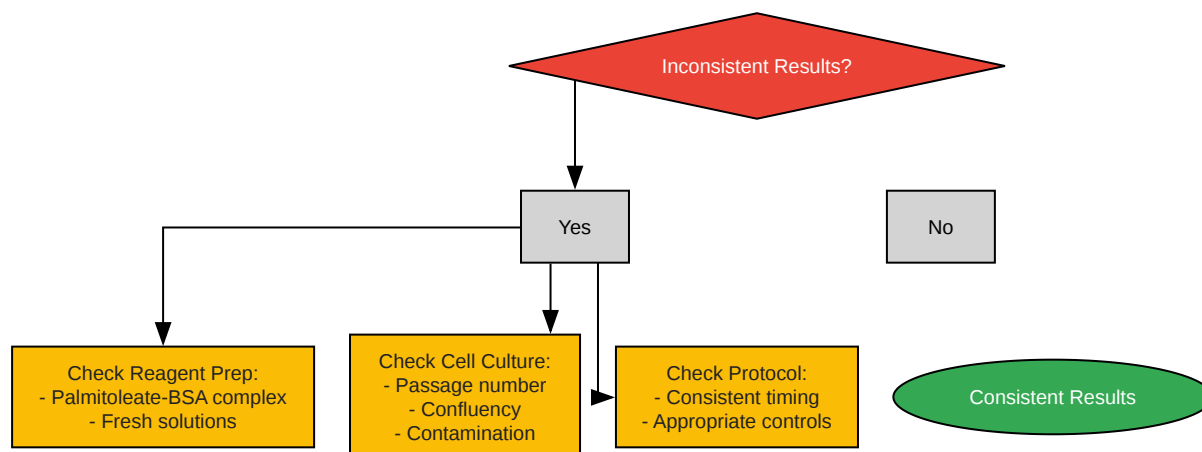 Inconsistent Results?
Yes
No
Check Reagent Prep:
- Palmitoleate-BSA complex
- Fresh solutions
Check Cell Culture:
- Passage number
- Confluency
- Contamination
Check Protocol:
- Consistent timing
- Appropriate controls
Consistent Results